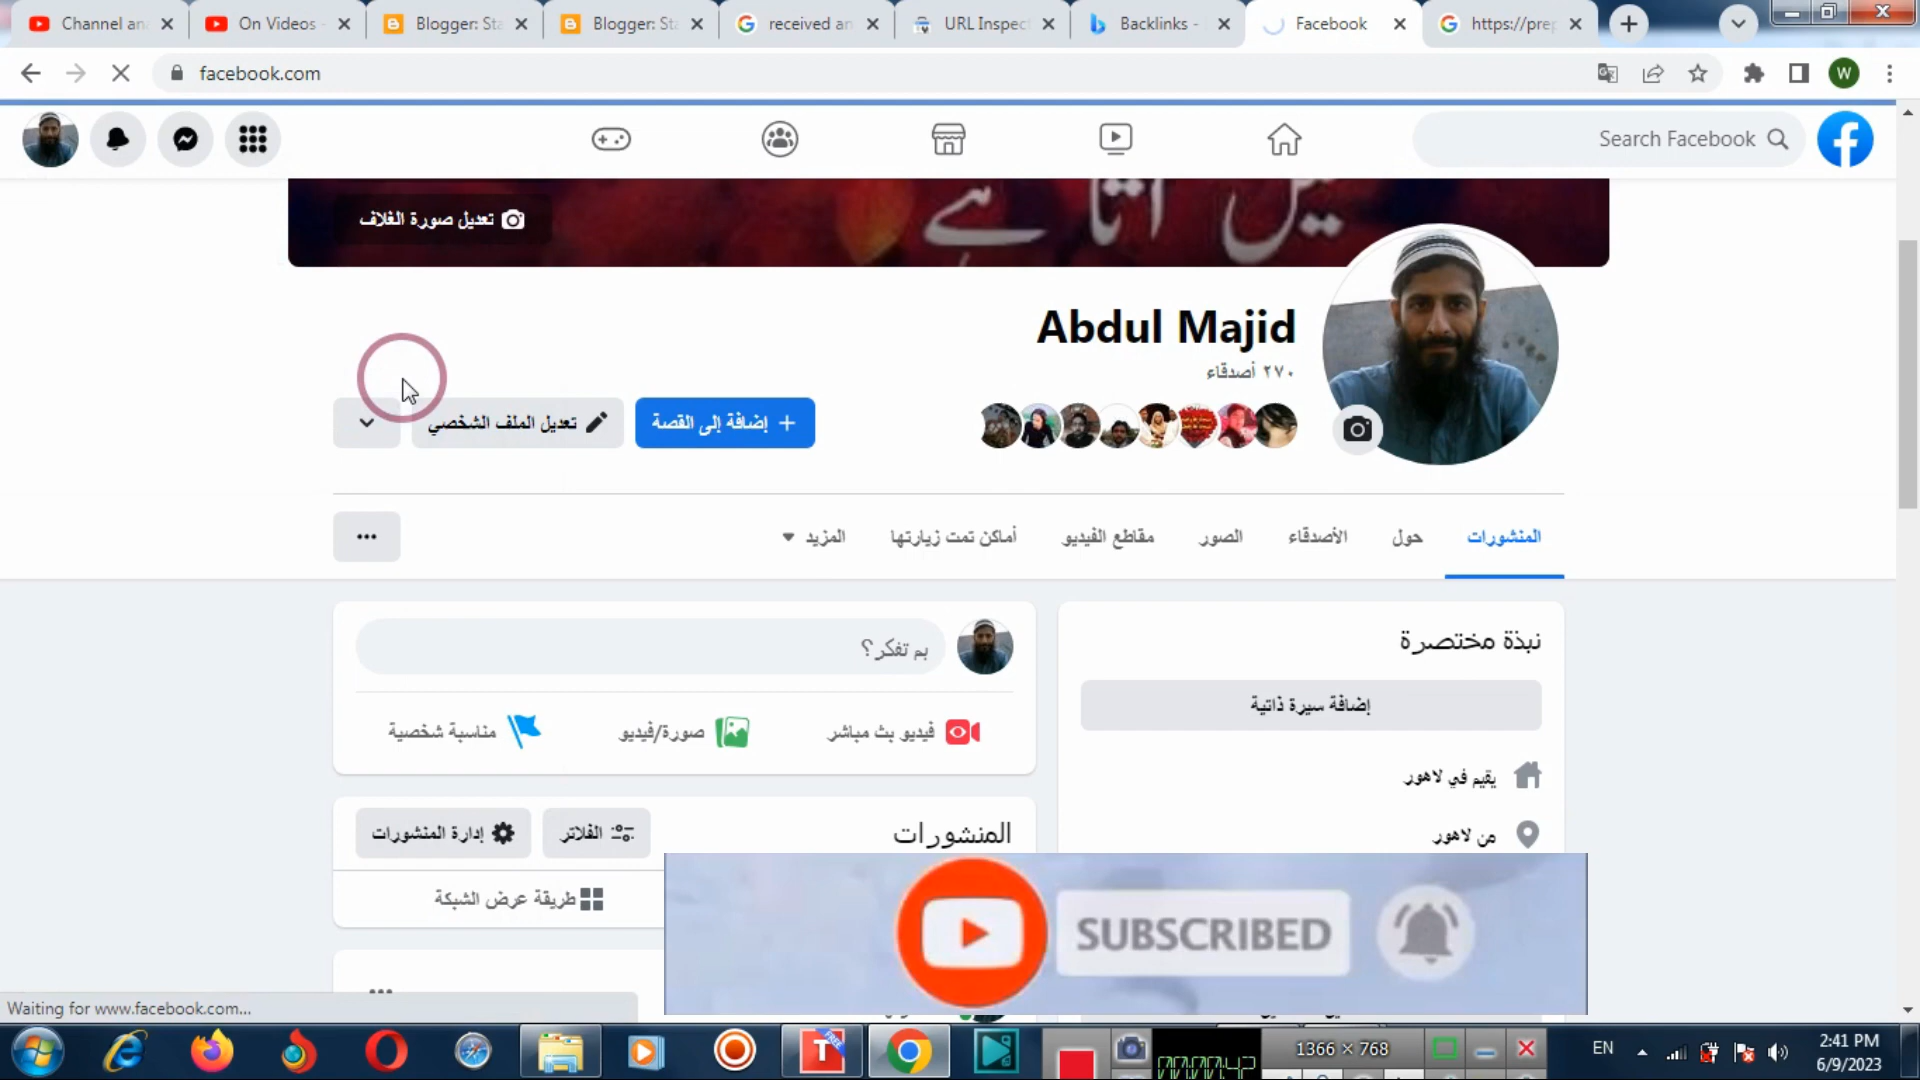 Channel an
On Videos -
Blogger: Sta
Blogger: Sta
received an
URL Inspect
Backlinks -
Facebook
https://prep
facebook.com
W
Search Facebook
تعديل صورة الغلاف
Abdul Majid
٢٧٠ أصدقاء
إضافة إلى القصة
تعديل الملف الشخصي
المنشورات
حول
الأصدقاء
الصور
مقاطع الفيديو
أماكن تمت زيارتها
المزيد
نبذة مختصرة
إضافة سيرة ذاتية
يقيم في لاهور
من لاهور
بم تفكر؟
فيديو بث مباشر
صورة/فيديو
مناسبة شخصية
المنشورات
الفلاتر
إدارة المنشورات
طريقة عرض الشبكة
SUBSCRIBED
Waiting for www.facebook.com...
1366 × 768
EN
2:41 PM
6/9/2023